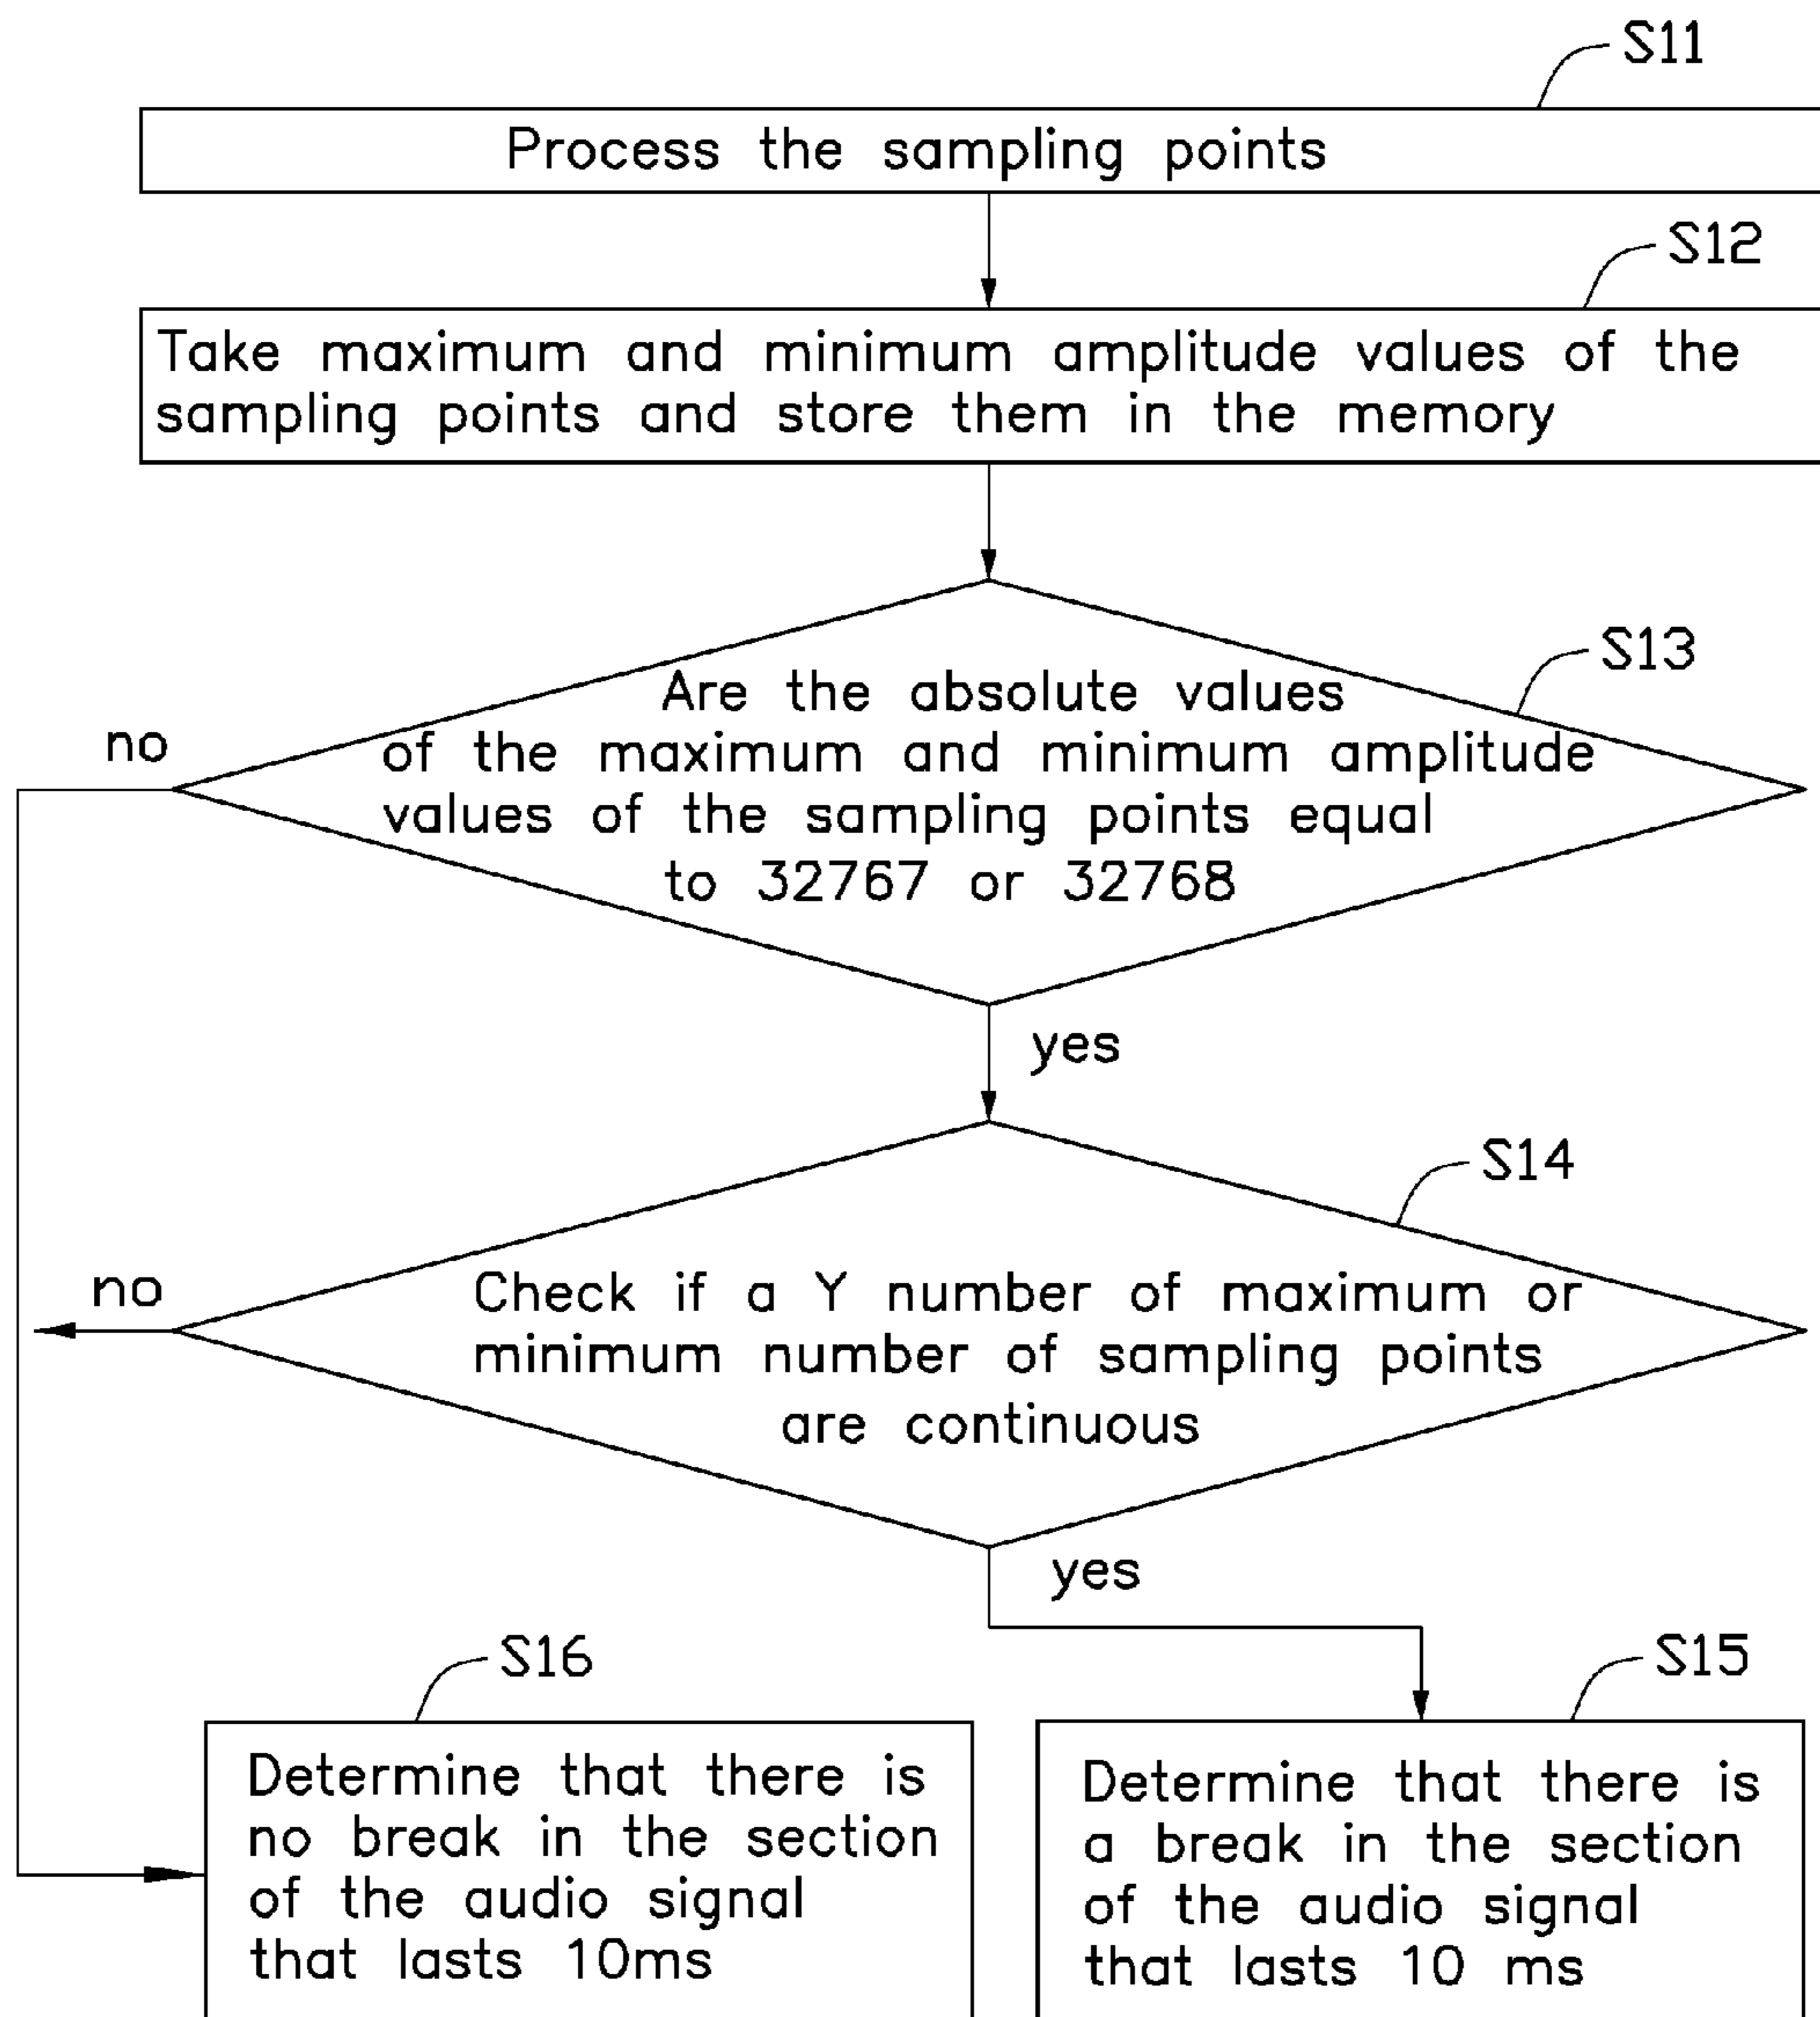 S11
Process the sampling points
S12
Take maximum and minimum amplitude values of the
sampling points and store them in the memory
S13
Are the absolute values
of the maximum and minimum amplitude
values of the sampling points equal
to 32767 or 32768
no
yes
S14
Check if a Y number of maximum or
minimum number of sampling points
are continuous
no
yes
S16
Determine that there is
no break in the section
of the audio signal
that lasts 10ms
S15
Determine that there is
a break in the section
of the audio signal
that lasts 10 ms